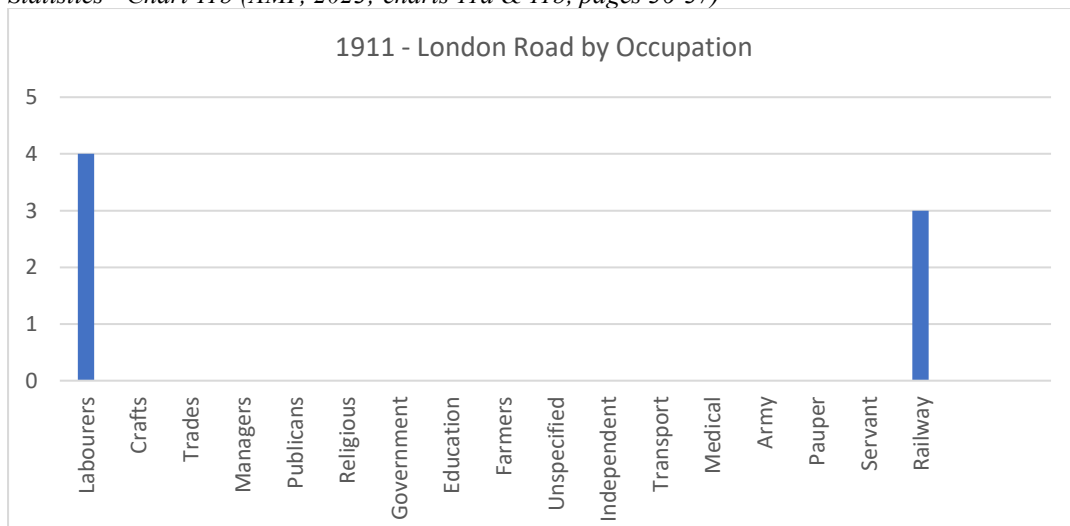 Statistics - Chart 11b (AMP, 2023, charts 11a & 11b, pages 36-37)
1911 - London Road by Occupation
5
4
3
2
1
0
Labourers
Crafts
Trades
Managers
Publicans
Religious
Government
Education
Farmers
Unspecified
Independent
Transport
Medical
Army
Pauper
Servant
Railway